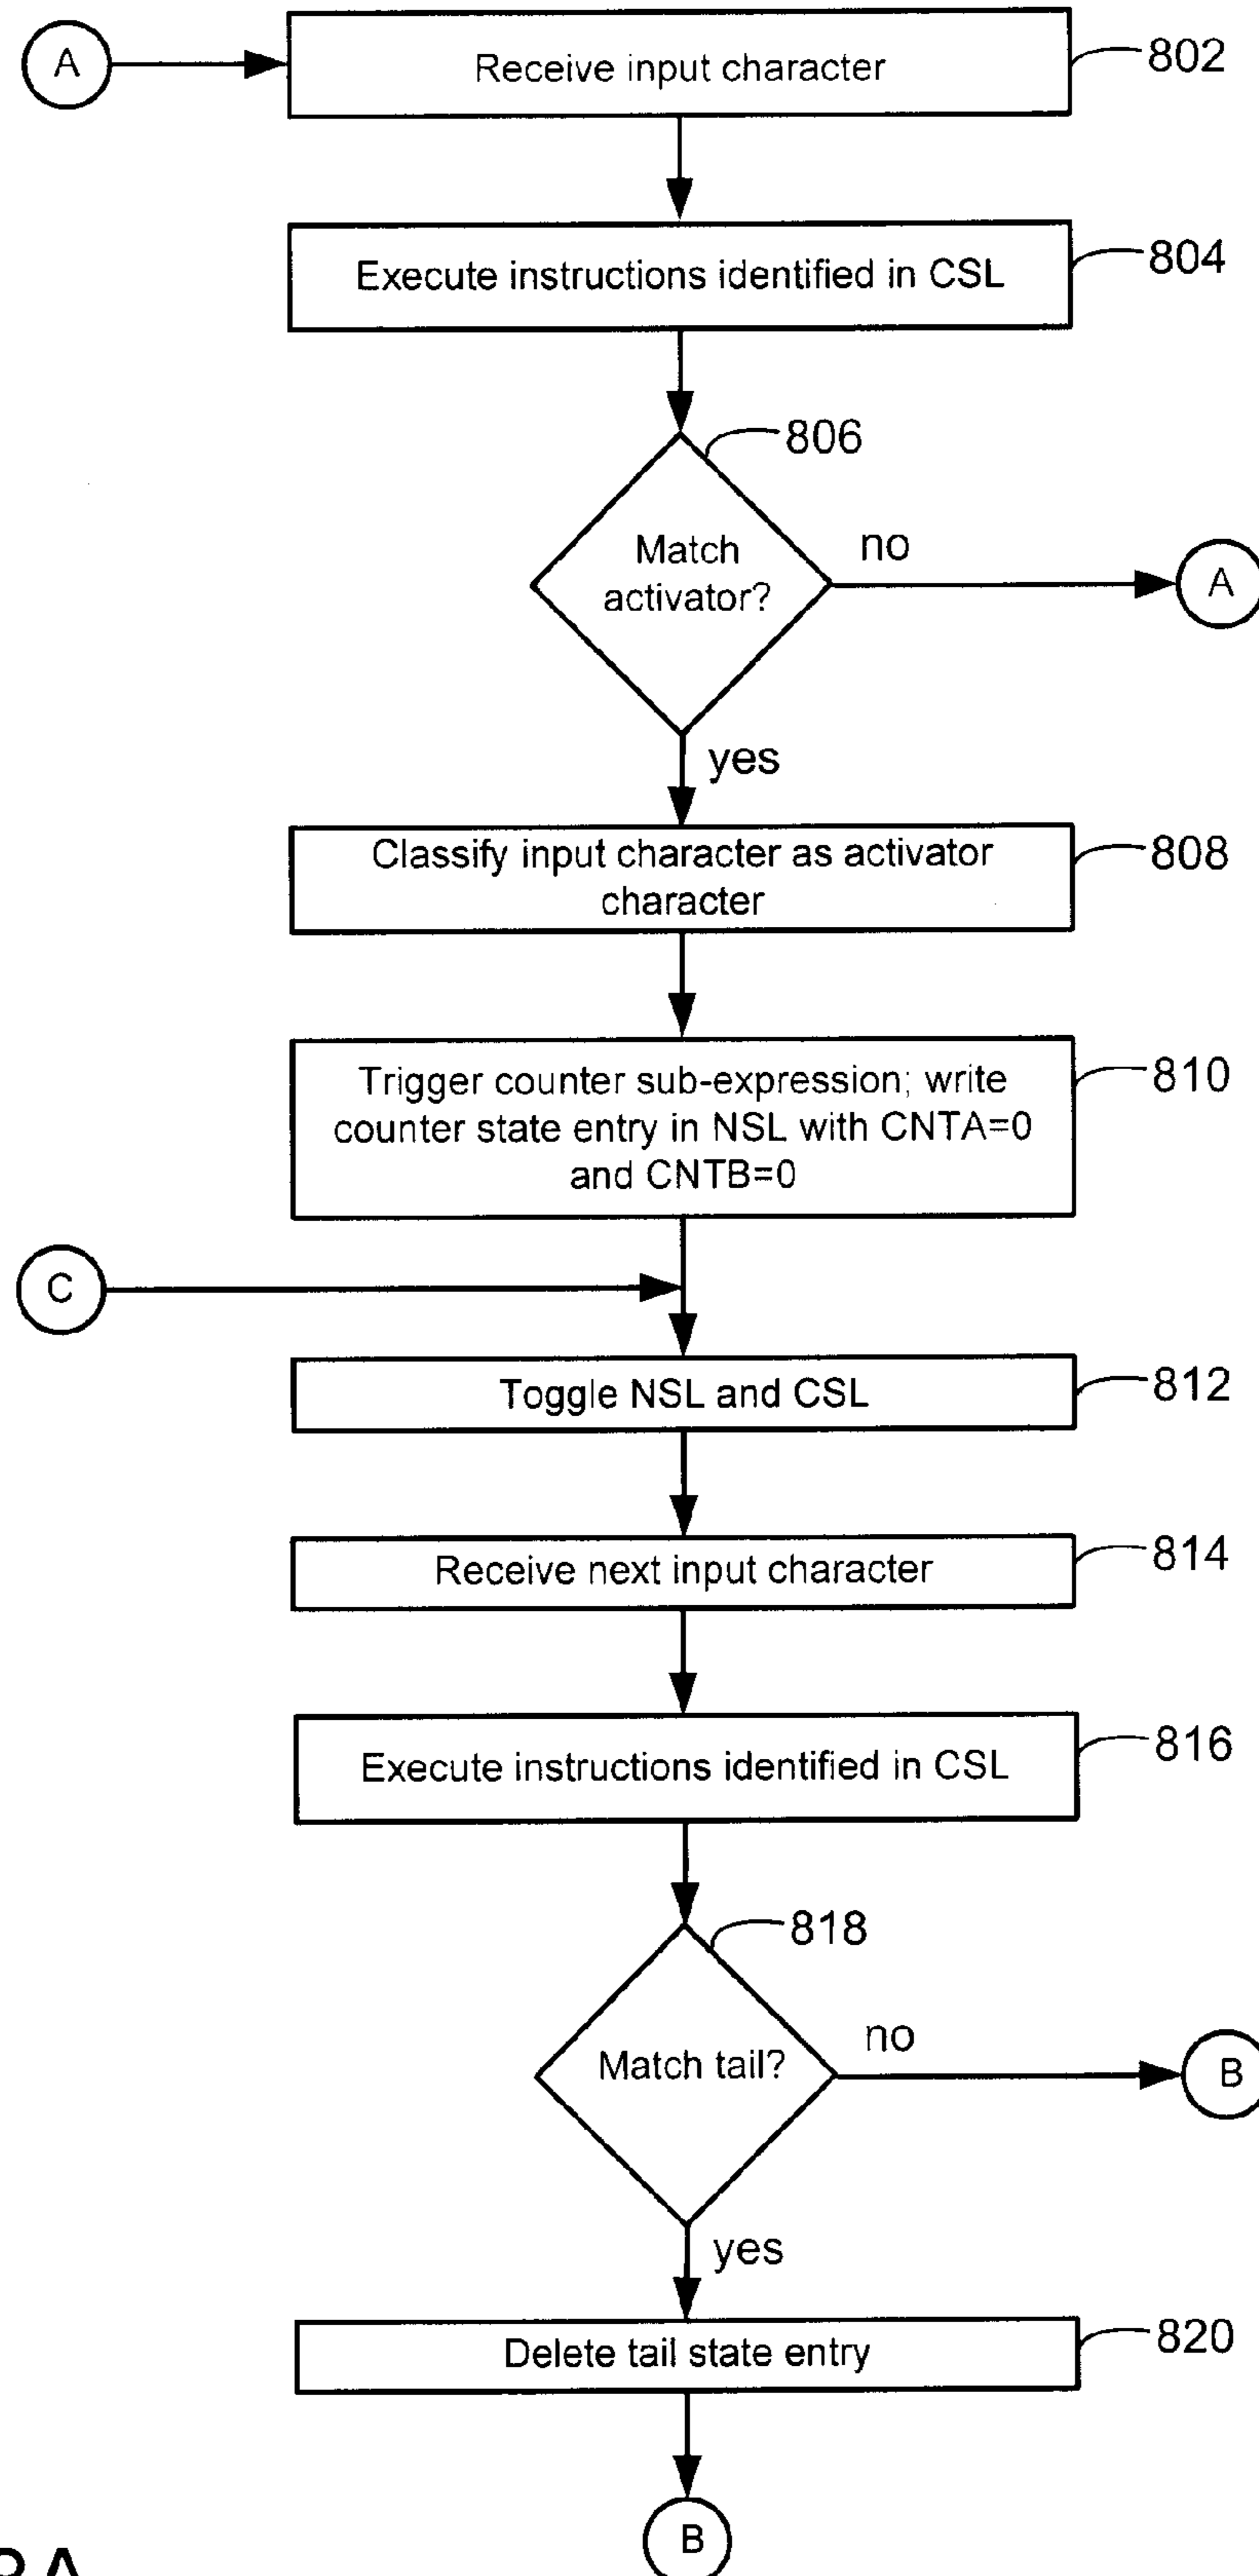 A
Receive input character
802
Execute instructions identified in CSL
804
806
Match
activator?
no
A
yes
Classify input character as activator
character
808
Trigger counter sub-expression; write
counter state entry in NSL with CNTA=0
and CNTB=0
810
C
Toggle NSL and CSL
812
Receive next input character
814
Execute instructions identified in CSL
816
818
Match tail?
no
B
yes
Delete tail state entry
820
B